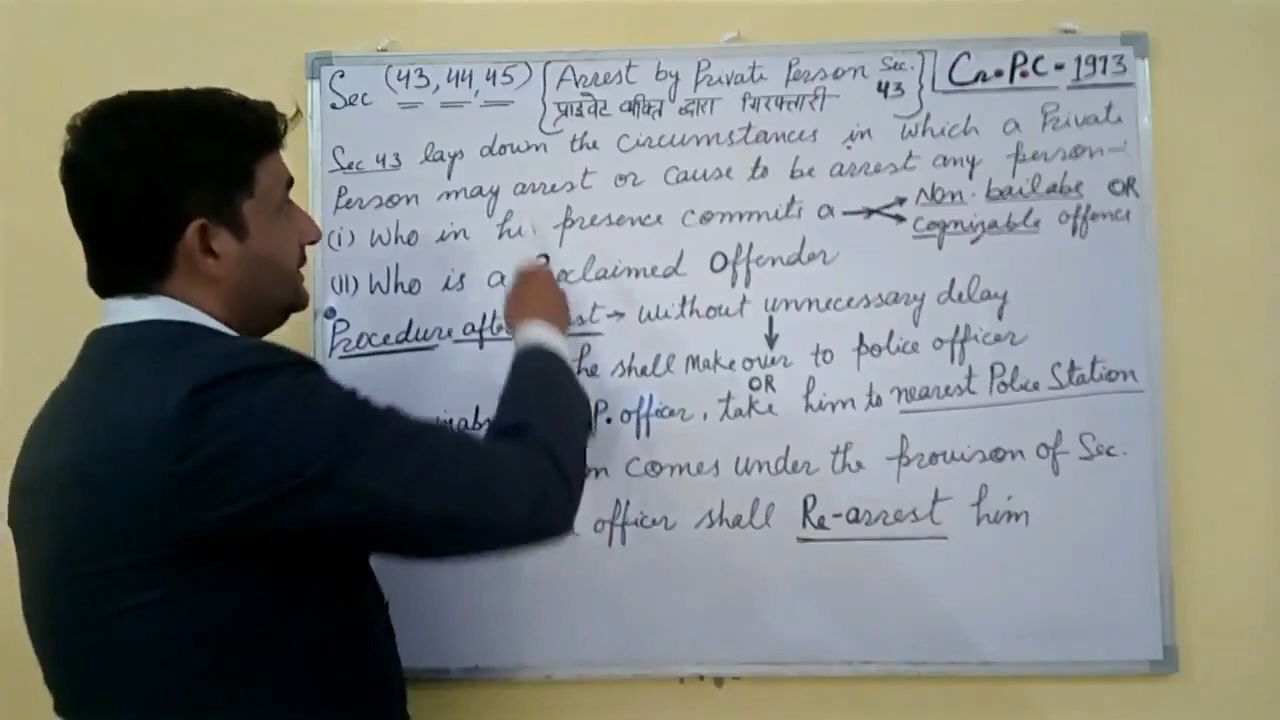 Sec (43, 44, 45) { Arrest by Private Person Sec. 43 } Cr.P.C - 1973
प्राइवेट व्यक्ति द्वारा गिरफ्तारी
Sec 43 lays down the circumstances in which a Private
Person may arrest or cause to be arrest any person-
(i) Who in his presence commits a Non. bailabe OR
Cognizable offence
(II) Who is a Proclaimed Offender
Procedure after → without unnecessary delay
he shall Make over to police officer
OR
P. officer, take him to nearest Police Station
comes under the provison of Sec.
officer shall Re-arrest him